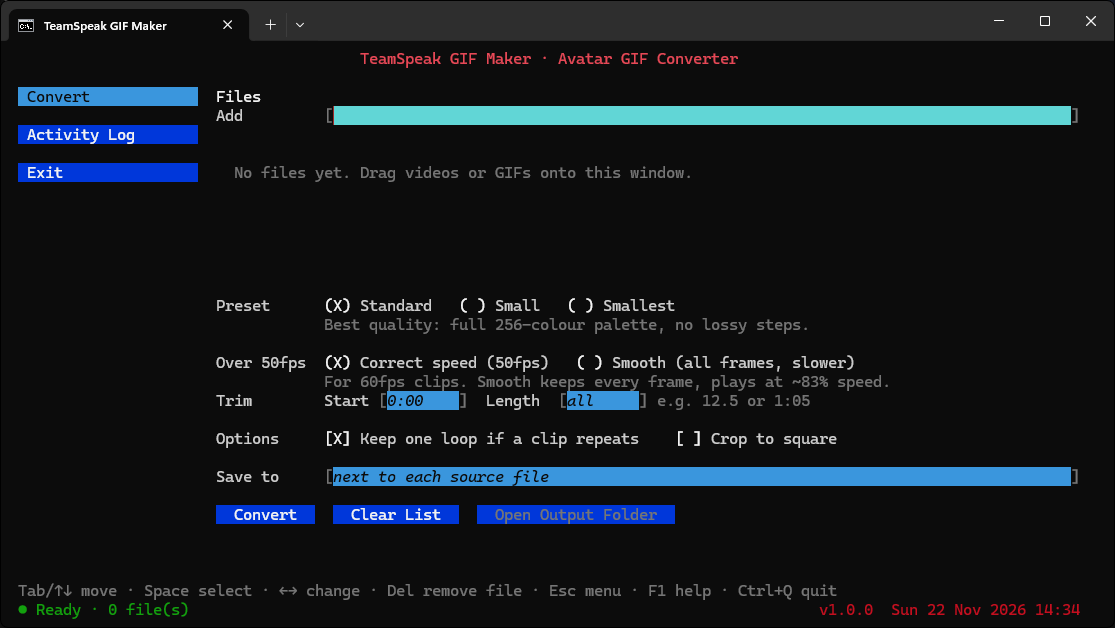 TeamSpeak GIF Maker
TeamSpeak GIF Maker · Avatar GIF Converter
Convert
Files
Add [ ]
Activity Log
Exit
No files yet. Drag videos or GIFs onto this window.
Preset (X) Standard ( ) Small ( ) Smallest
Best quality: full 256-colour palette, no lossy steps.
Over 50fps (X) Correct speed (50fps) ( ) Smooth (all frames, slower)
For 60fps clips. Smooth keeps every frame, plays at ~83% speed.
Trim Start [0:00 ] Length [all ] e.g. 12.5 or 1:05
Options [X] Keep one loop if a clip repeats [ ] Crop to square
Save to [next to each source file ]
Convert Clear List Open Output Folder
Tab/↑↓ move · Space select · ↔ change · Del remove file · Esc menu · F1 help · Ctrl+Q quit
● Ready · 0 file(s) v1.0.0 Sun 22 Nov 2026 14:34